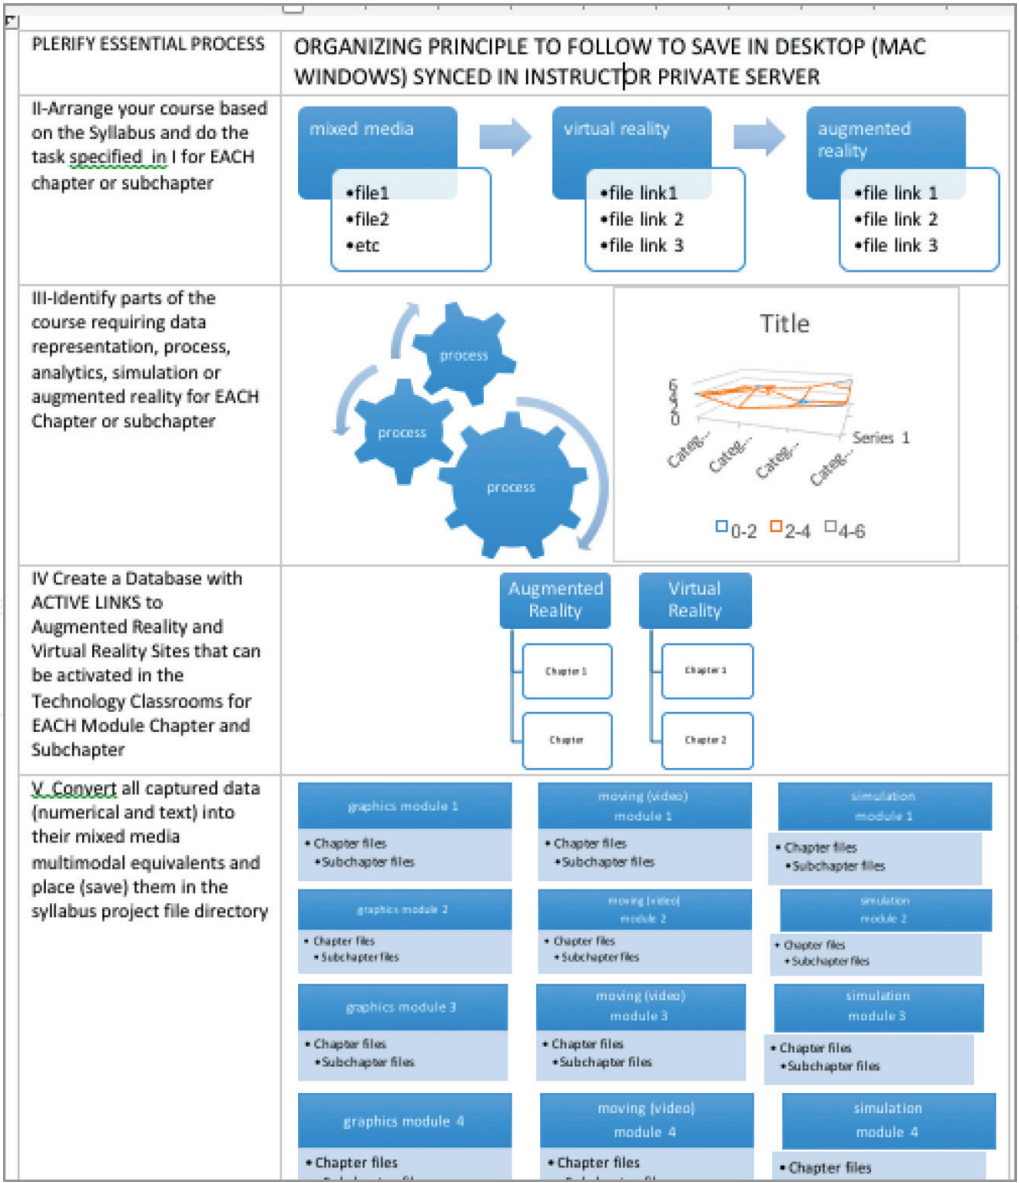 PLERIFY ESSENTIAL PROCESS
ORGANIZING PRINCIPLE TO FOLLOW TO SAVE IN DESKTOP (MAC
WINDOWS) SYNCED IN INSTRUCTOR PRIVATE SERVER
II-Arrange your course based
on the Syllabus and do the
task specified in I for EACH
chapter or subchapter
mixed media
•file1
•file2
•etc
virtual reality
•file link1
•file link 2
•file link 3
augmented
reality
•file link 1
•file link 2
•file link 3
III-Identify parts of the
course requiring data
representation, process,
analytics, simulation or
augmented reality for EACH
Chapter or subchapter
process
process
process
Title
6
0
Categ...
Categ...
Categ...
Categ...
Series 1
0-2 2-4 4-6
IV Create a Database with
ACTIVE LINKS to
Augmented Reality and
Virtual Reality Sites that can
be activated in the
Technology Classrooms for
EACH Module Chapter and
Subchapter
Augmented
Reality
Chapter 1
Chapter
Virtual
Reality
Chapter 1
Chapter 2
V Convert all captured data
(numerical and text) into
their mixed media
multimodal equivalents and
place (save) them in the
syllabus project file directory
graphics module 1
• Chapter files
•Subchapter files
moving (video)
module 1
• Chapter files
•Subchapter files
simulation
module 1
• Chapter files
•Subchapter files
graphics module 2
• Chapter files
• Subchapter files
moving (video)
module 2
• Chapter files
• Subchapter files
simulation
module 2
• Chapter files
• Subchapter files
graphics module 3
• Chapter files
•Subchapter files
moving (video)
module 3
• Chapter files
•Subchapter files
simulation
module 3
• Chapter files
•Subchapter files
graphics module 4
• Chapter files
moving (video)
module 4
• Chapter files
simulation
module 4
• Chapter files